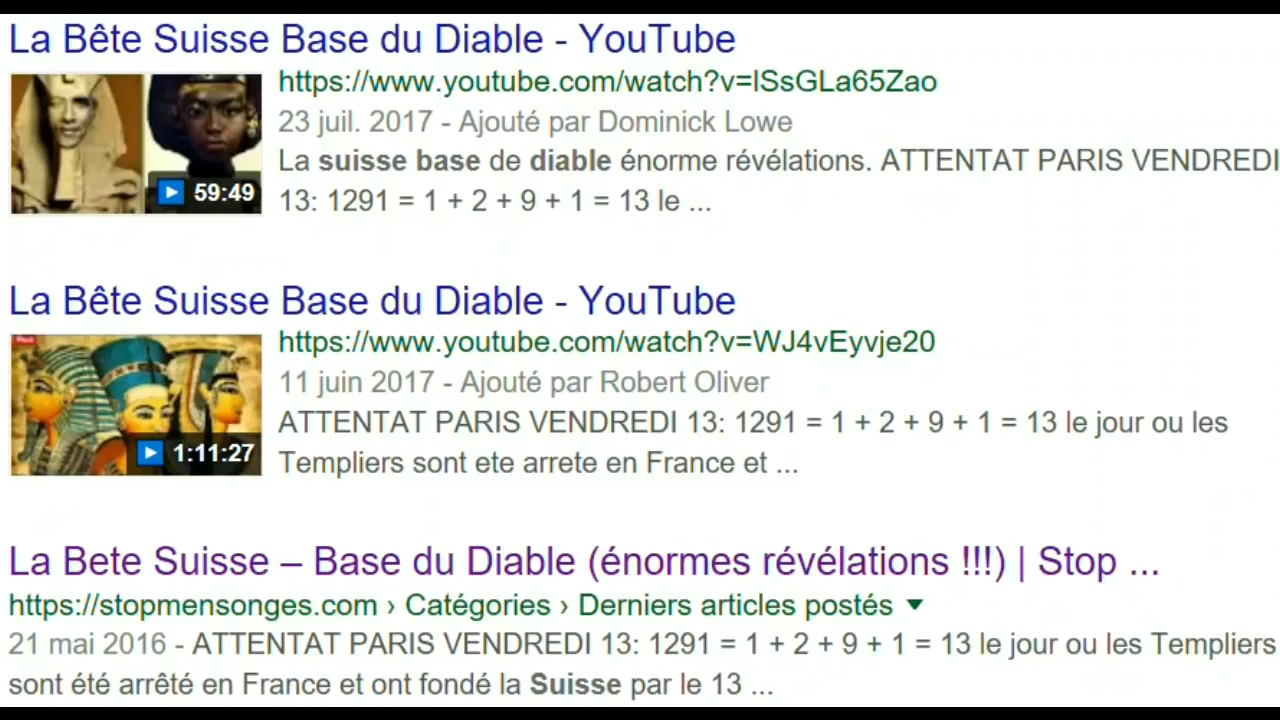 La Bête Suisse Base du Diable - YouTube
https://www.youtube.com/watch?v=lSsGLa65Zao
23 juil. 2017 - Ajouté par Dominick Lowe
La suisse base de diable énorme révélations. ATTENTAT PARIS VENDREDI
59:49
13: 1291 = 1 + 2 + 9 + 1 = 13 le ...
La Bête Suisse Base du Diable - YouTube
https://www.youtube.com/watch?v=WJ4vEyvje20
11 juin 2017 - Ajouté par Robert Oliver
ATTENTAT PARIS VENDREDI 13: 1291 = 1 + 2 + 9 + 1 = 13 le jour ou les
1:11:27
Templiers sont ete arrete en France et ...
La Bete Suisse – Base du Diable (énormes révélations !!!) | Stop ...
https://stopmensonges.com › Catégories › Derniers articles postés
21 mai 2016 - ATTENTAT PARIS VENDREDI 13: 1291 = 1 + 2 + 9 + 1 = 13 le jour ou les Templiers
sont été arrêté en France et ont fondé la Suisse par le 13 ...